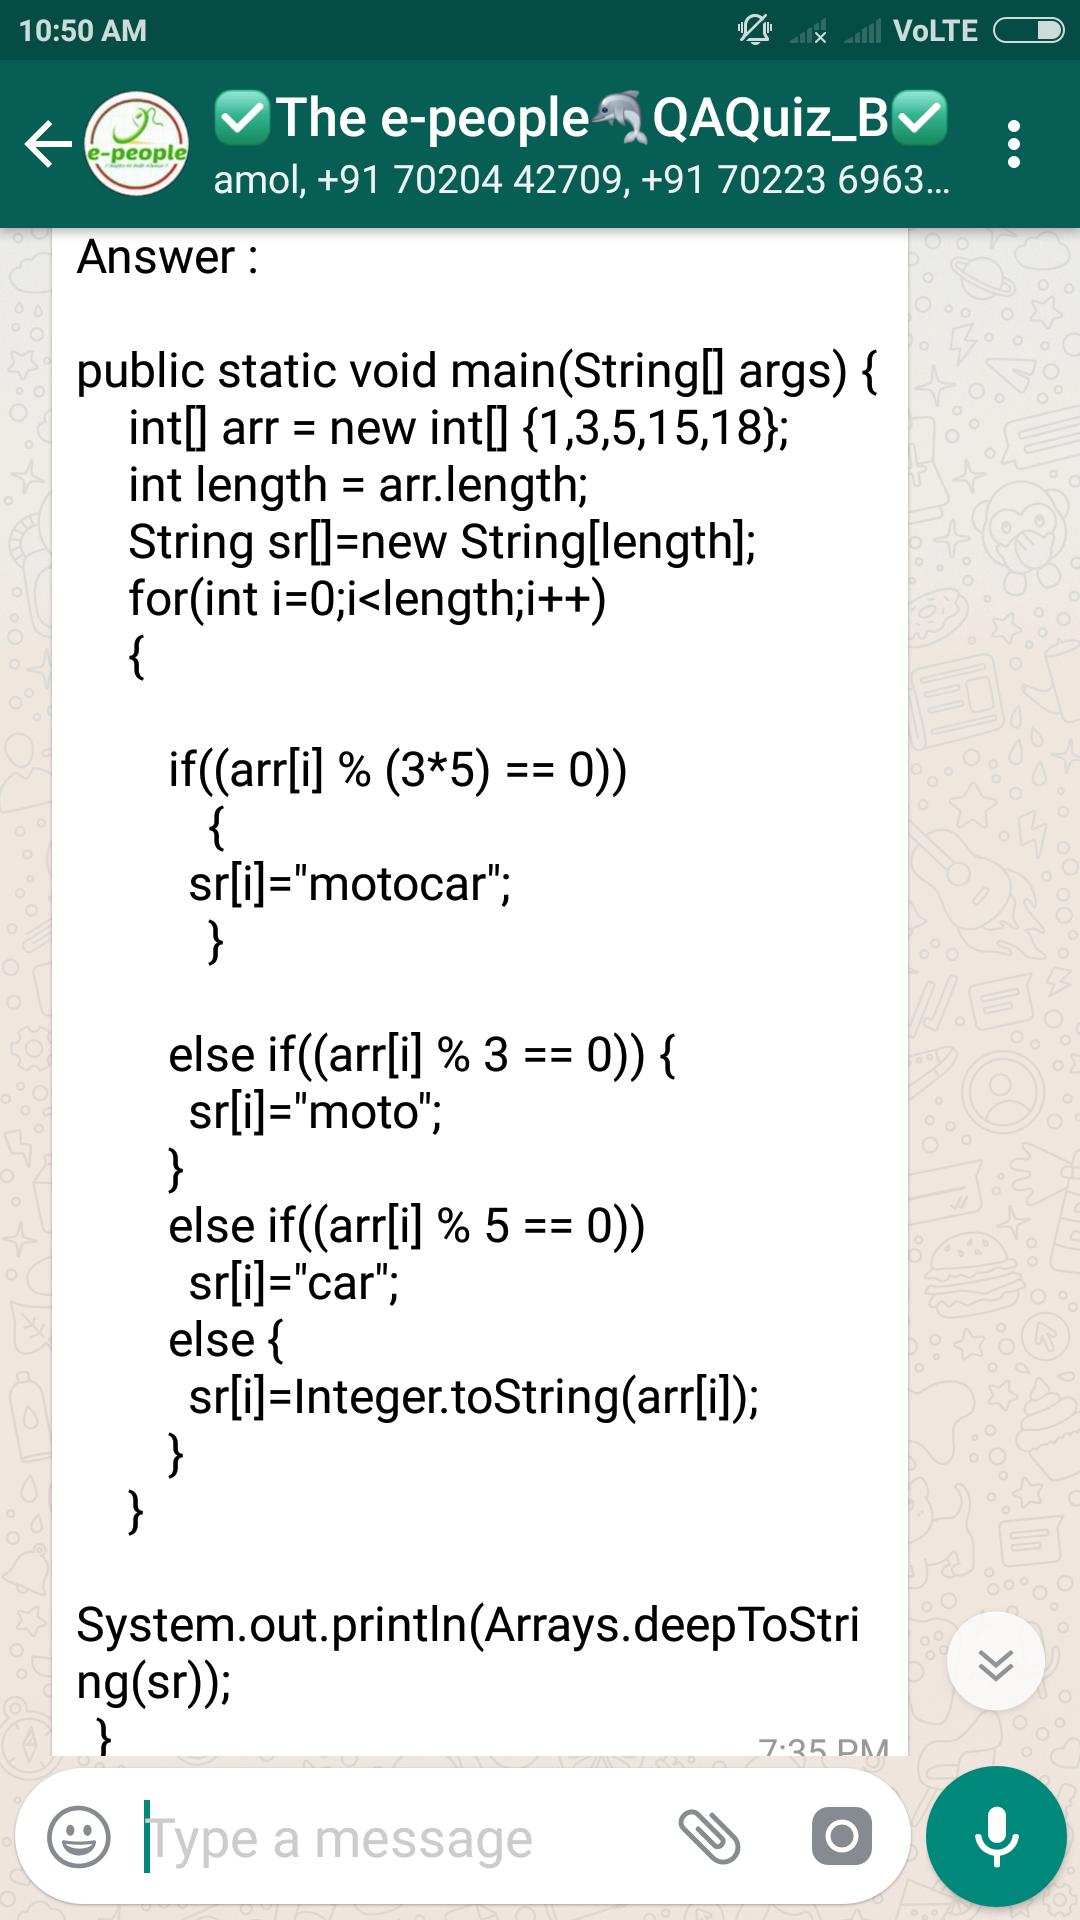 10:50 AM
VoLTE
✅The e-people🐬QAQuiz_B✅
e-people
amol, +91 70204 42709, +91 70223 6963...
Answer :
public static void main(String[] args) {
int[] arr = new int[] {1,3,5,15,18};
int length = arr.length;
String sr[]=new String[length];
for(int i=0;i<length;i++)
{
if((arr[i] % (3*5) == 0))
{
sr[i]="motocar";
}
else if((arr[i] % 3 == 0)) {
sr[i]="moto";
}
else if((arr[i] % 5 == 0))
sr[i]="car";
else {
sr[i]=Integer.toString(arr[i]);
}
}
System.out.println(Arrays.deepToStri
ng(sr));
}
7:35 PM
Type a message